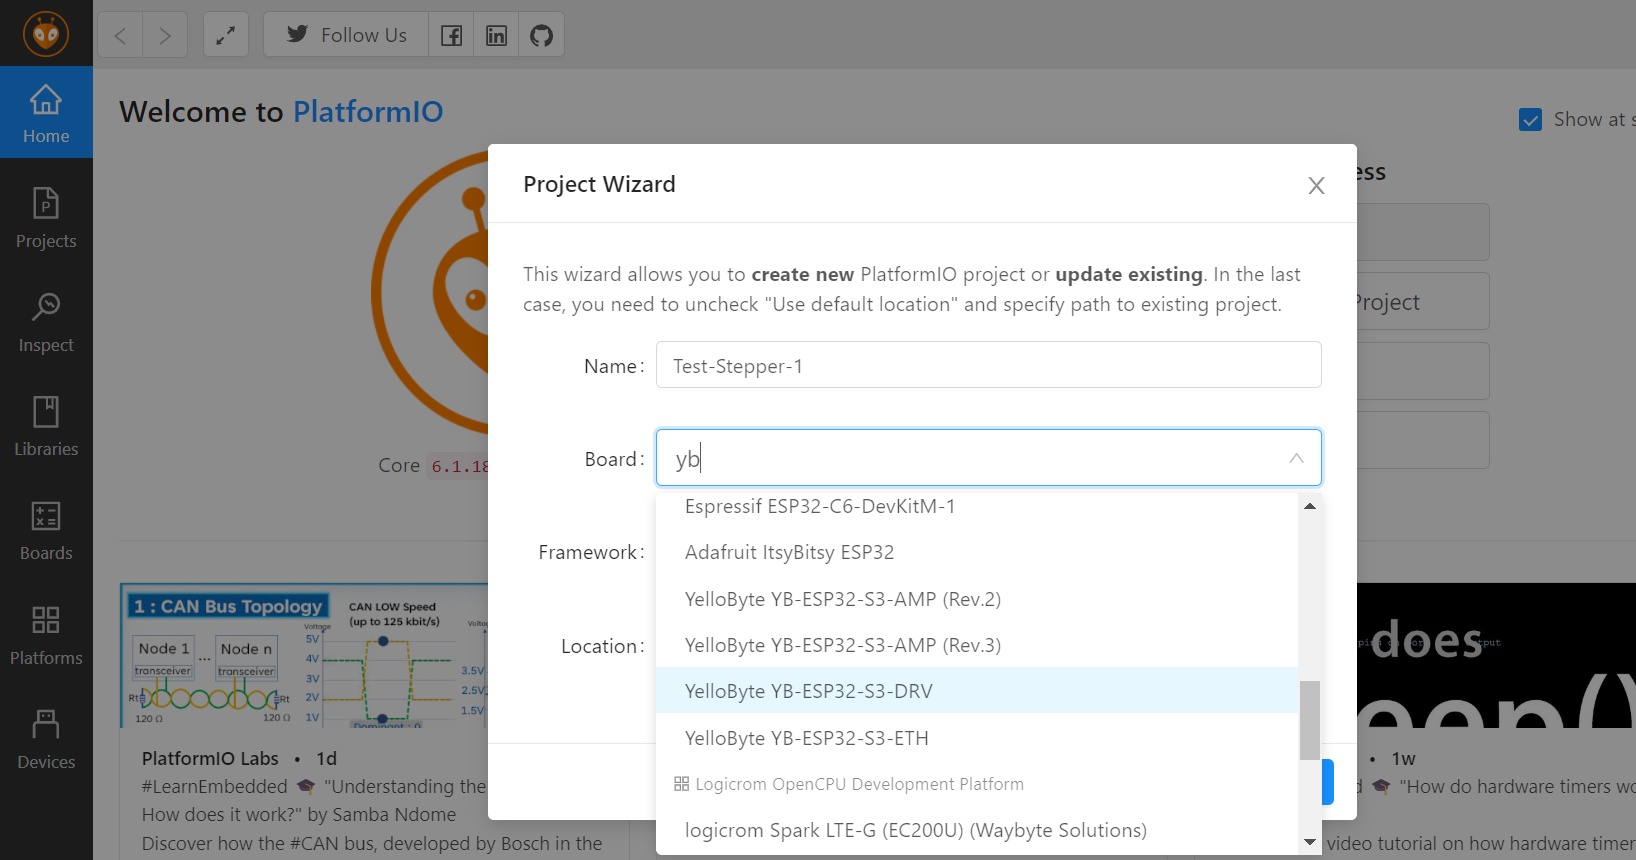 Follow Us
Home
Projects
Inspect
Libraries
Boards
Platforms
Devices
Welcome to PlatformIO
Show at s
ess
Project
Core 6.1.18
Project Wizard
This wizard allows you to create new PlatformIO project or update existing. In the last
case, you need to uncheck "Use default location" and specify path to existing project.
Name: Test-Stepper-1
Board: yb
Framework:
Location:
Espressif ESP32-C6-DevKitM-1
Adafruit ItsyBitsy ESP32
YelloByte YB-ESP32-S3-AMP (Rev.2)
YelloByte YB-ESP32-S3-AMP (Rev.3)
YelloByte YB-ESP32-S3-DRV
YelloByte YB-ESP32-S3-ETH
Logicrom OpenCPU Development Platform
logicrom Spark LTE-G (EC200U) (Waybyte Solutions)
1 : CAN Bus Topology
CAN LOW Speed
(up to 125 kbit/s)
Node 1 ... Node n
transceiver transceiver
Rt Rt
120 Ω 120 Ω
Voltage
5V
4V
3V
2V
1V
Dominant : 0
3.5V
2.5V
1.5V
does
eep()
PlatformIO Labs • 1d
#LearnEmbedded 🎓 "Understanding the
How does it work?" by Samba Ndome
Discover how the #CAN bus, developed by Bosch in the
• 1w
d 🎓 "How do hardware timers wo
video tutorial on how hardware timer